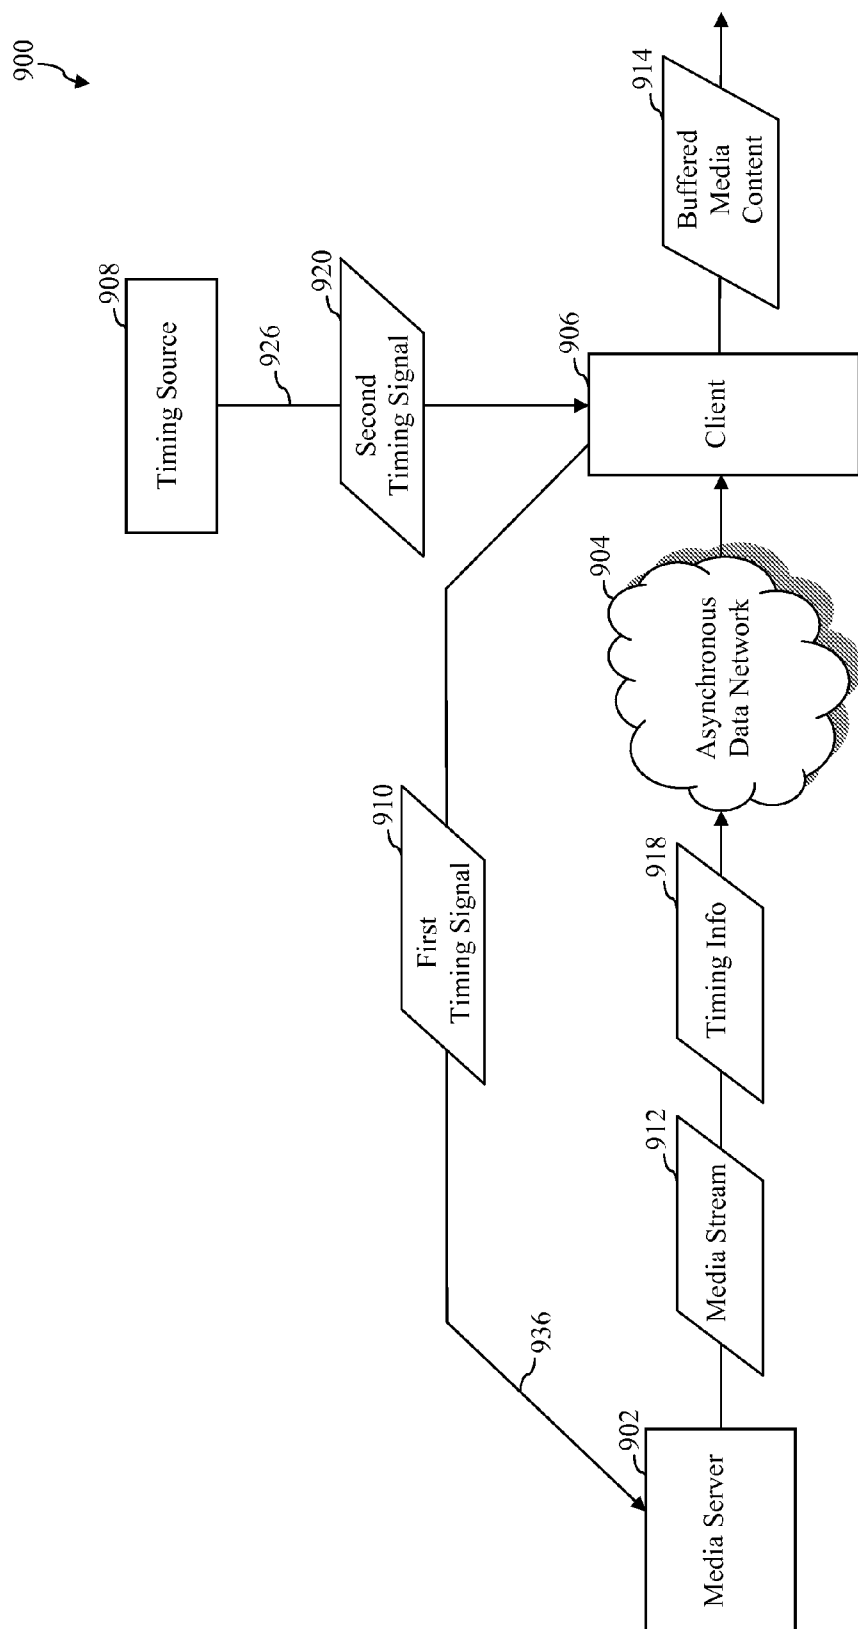 900
908
Timing Source
926
920
Second
Timing Signal
914
Buffered
Media
Content
906
Client
910
First
Timing Signal
904
Asynchronous
Data Network
936
918
Timing Info
912
Media Stream
902
Media Server